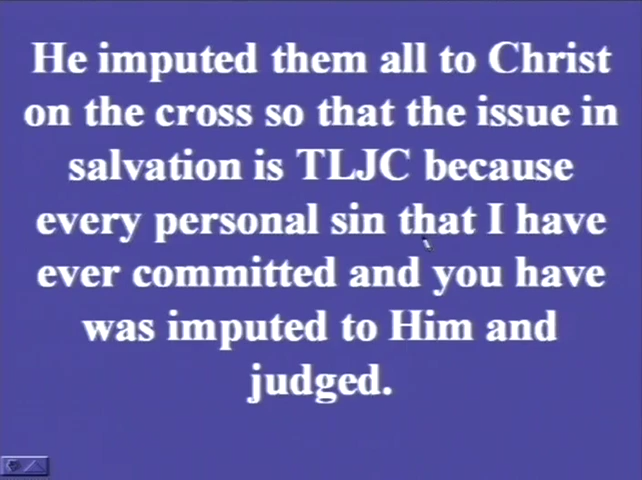 He imputed them all to Christ
on the cross so that the issue in
salvation is TLJC because
every personal sin that I have
ever committed and you have
was imputed to Him and
judged.